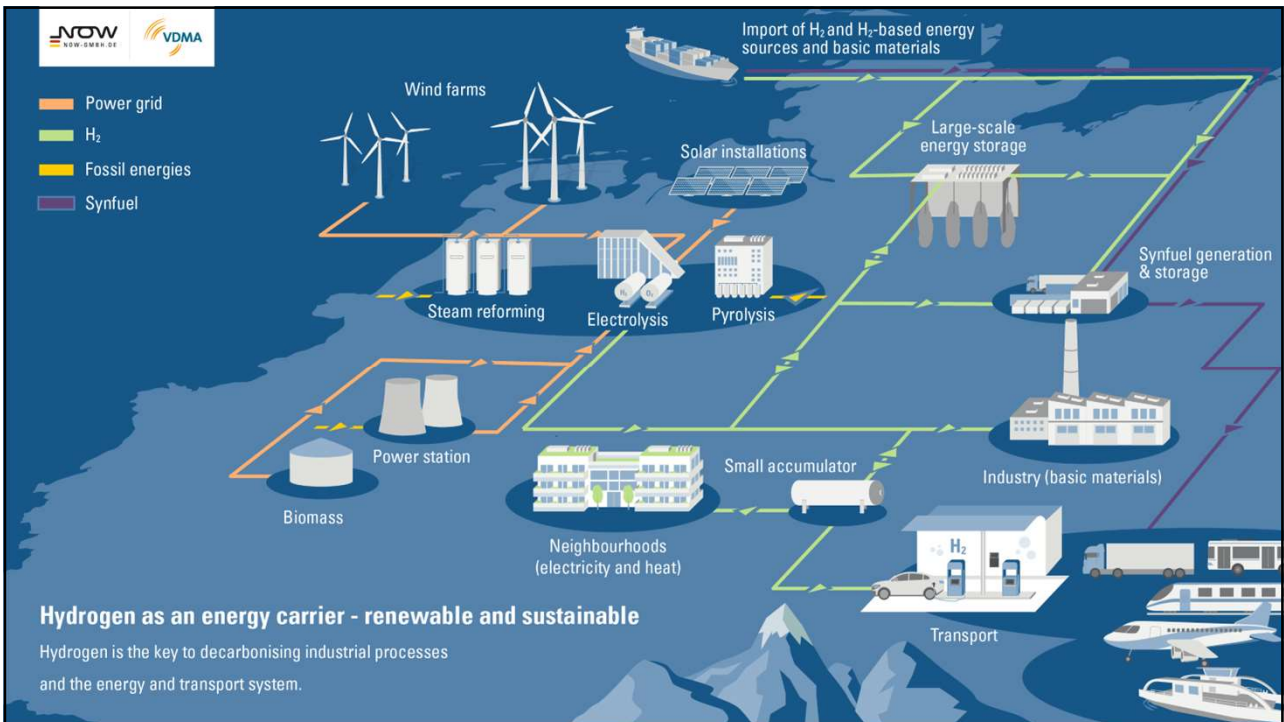 NOW
NOW-GMBH.DE
VDMA
Import of H₂ and H₂-based energy
sources and basic materials
Power grid
H₂
Fossil energies
Synfuel
Wind farms
Solar installations
Large-scale
energy storage
Synfuel generation
& storage
Steam reforming
Electrolysis
H₂
O₂
Pyrolysis
Power station
Biomass
Neighbourhoods
(electricity and heat)
Small accumulator
Industry (basic materials)
H₂
Transport
Hydrogen as an energy carrier - renewable and sustainable
Hydrogen is the key to decarbonising industrial processes
and the energy and transport system.